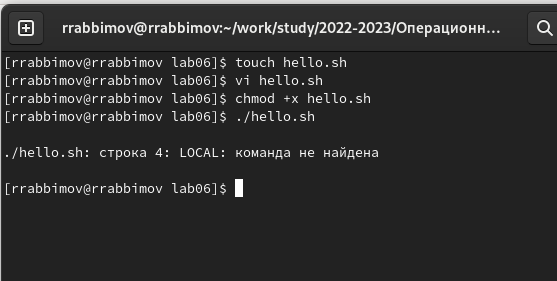 rrabbimov@rrabbimov:~/work/study/2022-2023/Операционн...
[rrabbimov@rrabbimov lab06]$ touch hello.sh
[rrabbimov@rrabbimov lab06]$ vi hello.sh
[rrabbimov@rrabbimov lab06]$ chmod +x hello.sh
[rrabbimov@rrabbimov lab06]$ ./hello.sh
./hello.sh: строка 4: LOCAL: команда не найдена
[rrabbimov@rrabbimov lab06]$